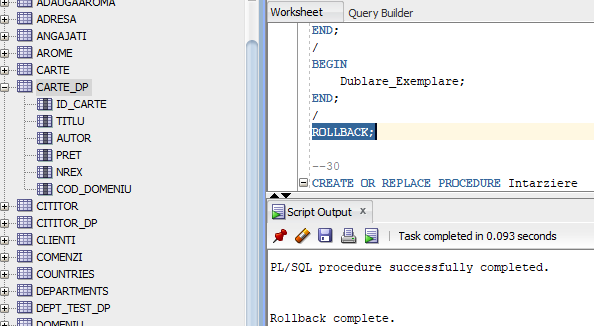 ADAUGAAROMA
ADRESA
ANGAJATI
AROME
CARTE
CARTE_DP
ID_CARTE
TITLU
AUTOR
PRET
NREX
COD_DOMENIU
CITITOR
CITITOR_DP
CLIENTI
COMENZI
COUNTRIES
DEPARTMENTS
DEPT_TEST_DP
DOMENIU
Worksheet Query Builder
END;
/
BEGIN
Dublare_Exemplare;
END;
/
ROLLBACK;
--30
CREATE OR REPLACE PROCEDURE Intarziere
Script Output x
Task completed in 0.093 seconds
PL/SQL procedure successfully completed.
Rollback complete.